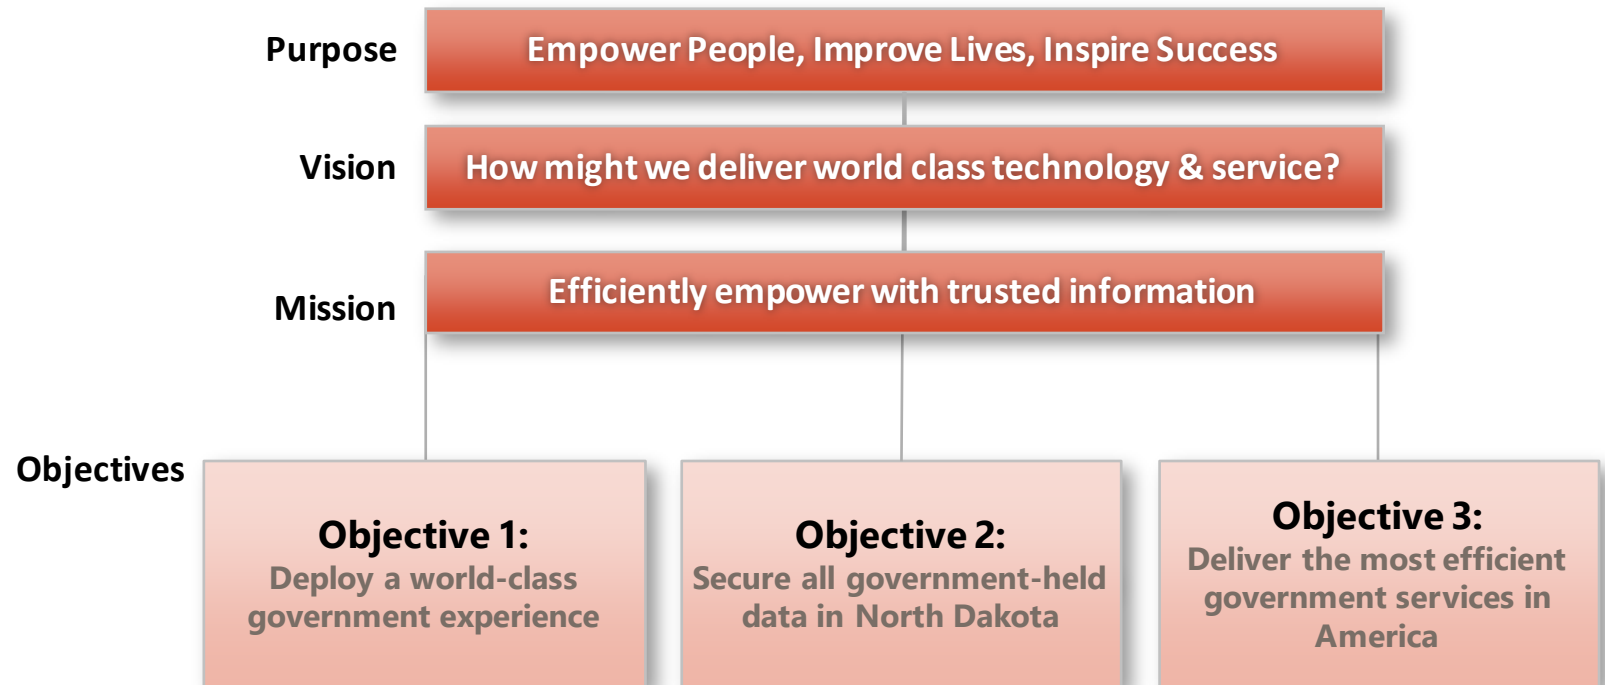 Purpose
Empower People, Improve Lives, Inspire Success
Vision
How might we deliver world class technology & service?
Mission
Efficiently empower with trusted information
Objectives
Objective 1:
Deploy a world-class
government experience
Objective 2:
Secure all government-held
data in North Dakota
Objective 3:
Deliver the most efficient
government services in
America